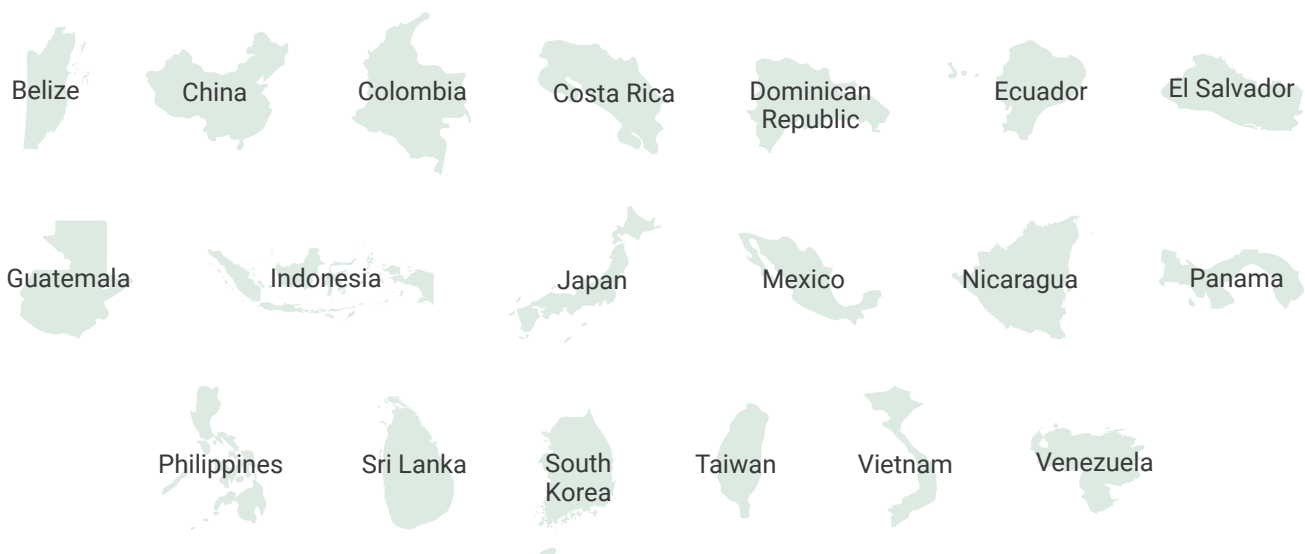 Belize
China
Colombia
Costa Rica
Dominican
Republic
Ecuador
El Salvador
Guatemala
Indonesia
Japan
Mexico
Nicaragua
Panama
Philippines
Sri Lanka
South
Korea
Taiwan
Vietnam
Venezuela